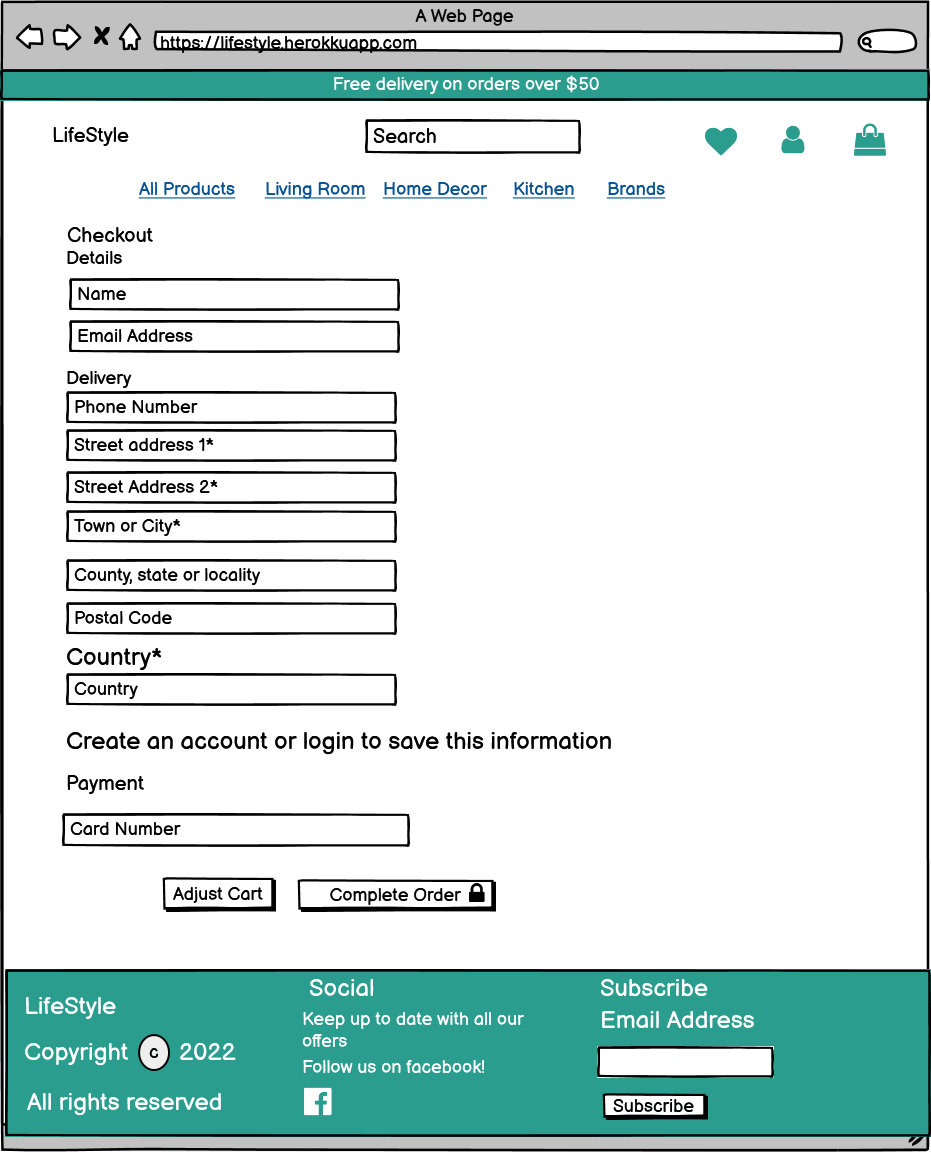 A Web Page
https://lifestyle.herokkuapp.com
Free delivery on orders over $50
LifeStyle
Search
All Products Living Room Home Decor Kitchen Brands
Checkout
Details
Name
Email Address
Delivery
Phone Number
Street address 1*
Street Address 2*
Town or City*
County, state or locality
Postal Code
Country*
Country
Create an account or login to save this information
Payment
Card Number
Adjust Cart Complete Order
LifeStyle
Copyright c 2022
All rights reserved
Social
Keep up to date with all our
offers
Follow us on facebook!
f
Subscribe
Email Address
Subscribe